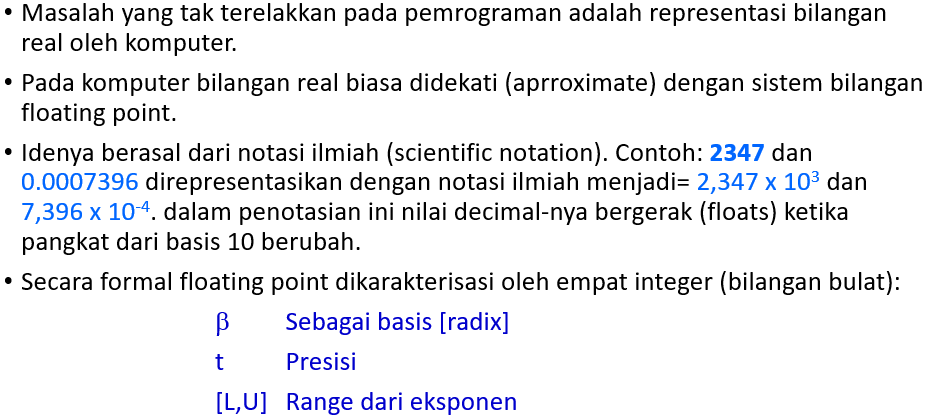 • Masalah yang tak terelakkan pada pemrograman adalah representasi bilangan
real oleh komputer.
• Pada komputer bilangan real biasa didekati (aprroximate) dengan sistem bilangan
floating point.
• Idenya berasal dari notasi ilmiah (scientific notation). Contoh: 2347 dan
0.0007396 direpresentasikan dengan notasi ilmiah menjadi= 2,347 x 10³ dan
7,396 x 10⁻⁴. dalam penotasian ini nilai decimal-nya bergerak (floats) ketika
pangkat dari basis 10 berubah.
• Secara formal floating point dikarakterisasi oleh empat integer (bilangan bulat):
β Sebagai basis [radix]
t Presisi
[L,U] Range dari eksponen